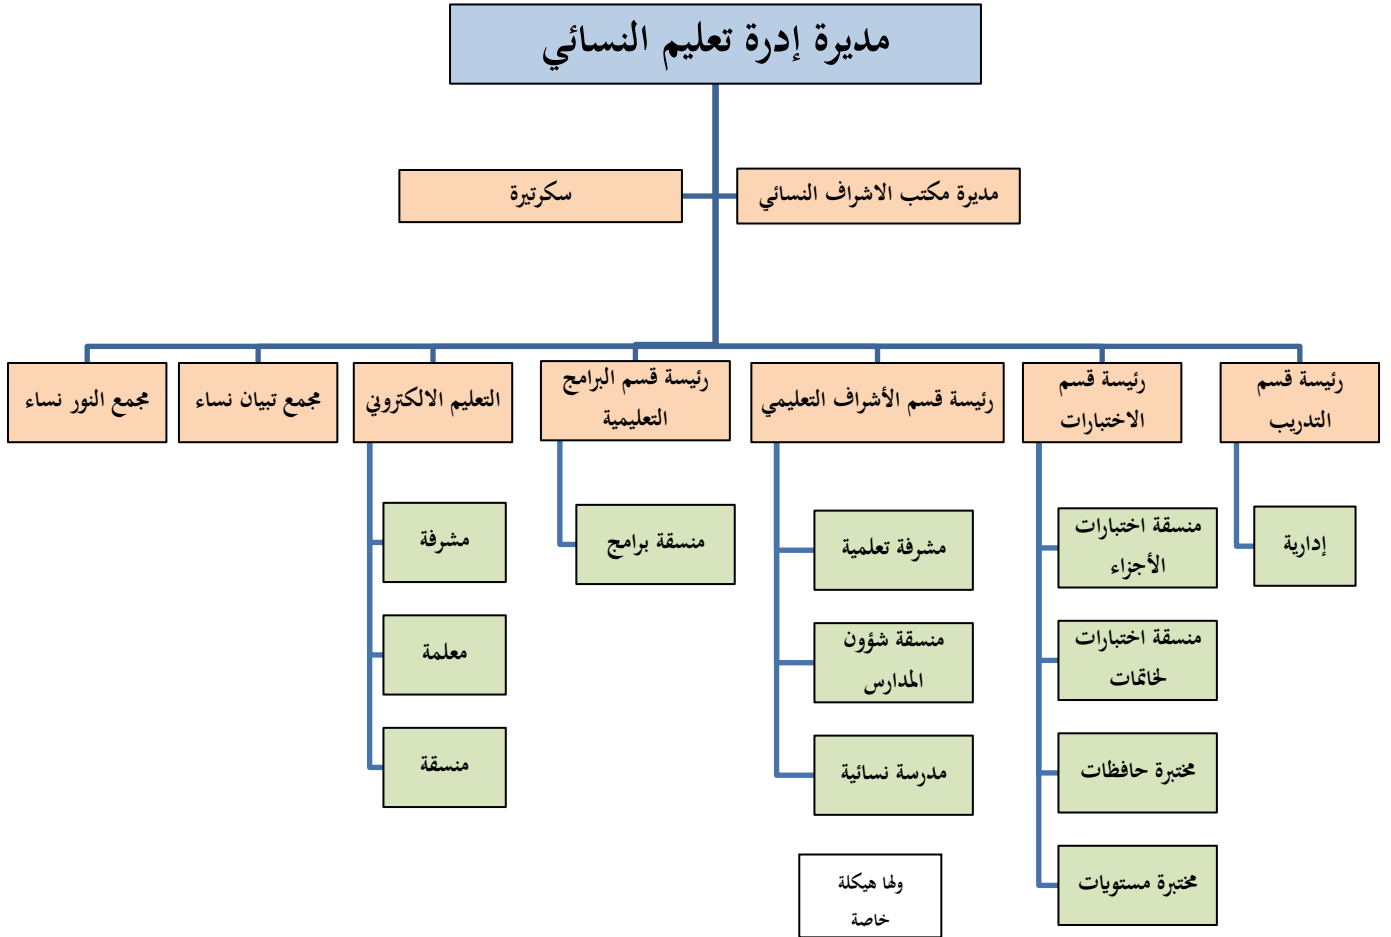 مديرة إدرة تعليم النسائي
مديرة مكتب الاشراف النسائي
سكرتيرة
رئيسة قسم
التدريب
رئيسة قسم
الاختبارات
رئيسة قسم الأشراف التعليمي
رئيسة قسم البرامج
التعليمية
التعليم الالكتروني
مجمع تبيان نساء
مجمع النور نساء
إدارية
منسقة اختبارات
الأجزاء
منسقة اختبارات
لخاتمات
مختبرة حافظات
مختبرة مستويات
مشرفة تعلمية
منسقة شؤون
المدارس
مدرسة نسائية
ولها هيكلة
خاصة
منسقة برامج
مشرفة
معلمة
منسقة